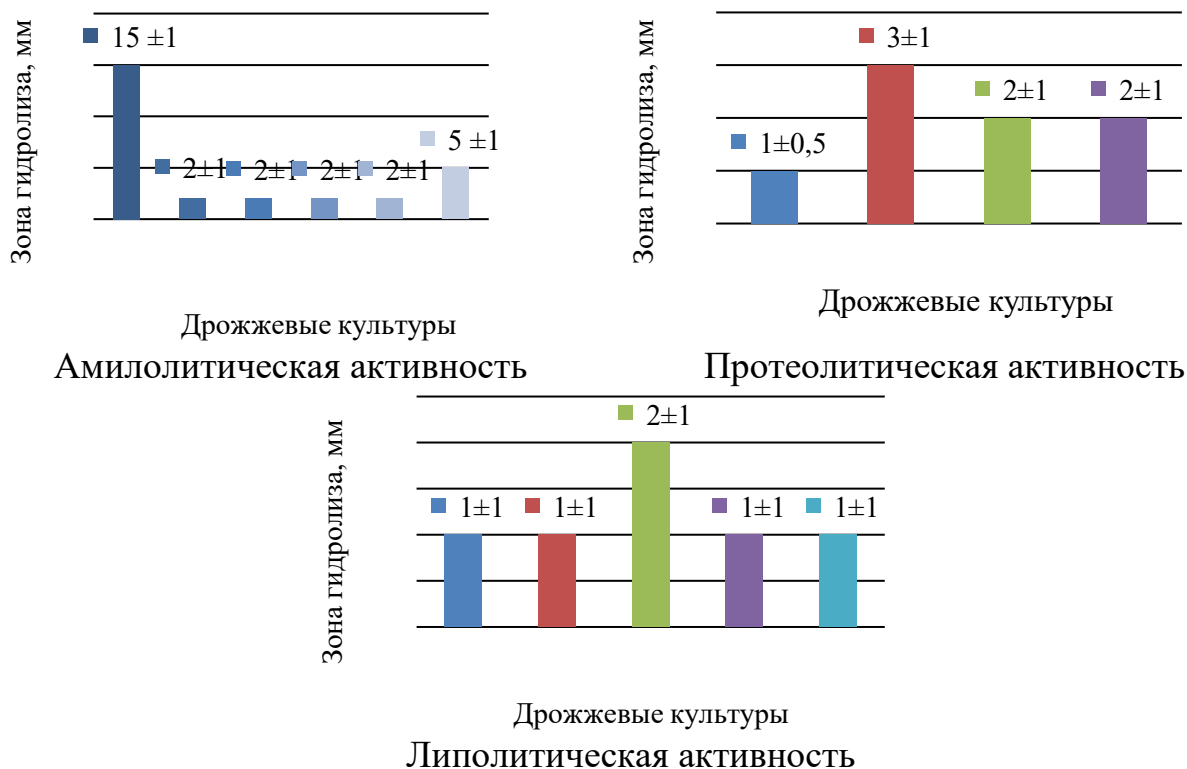 Зона гидролиза, мм
15 ±1
2±1
2±1
2±1
2±1
5 ±1
Дрожжевые культуры
Амилолитическая активность
Зона гидролиза, мм
1±0,5
3±1
2±1
2±1
Дрожжевые культуры
Протеолитическая активность
Зона гидролиза, мм
1±1
1±1
2±1
1±1
1±1
Дрожжевые культуры
Липолитическая активность